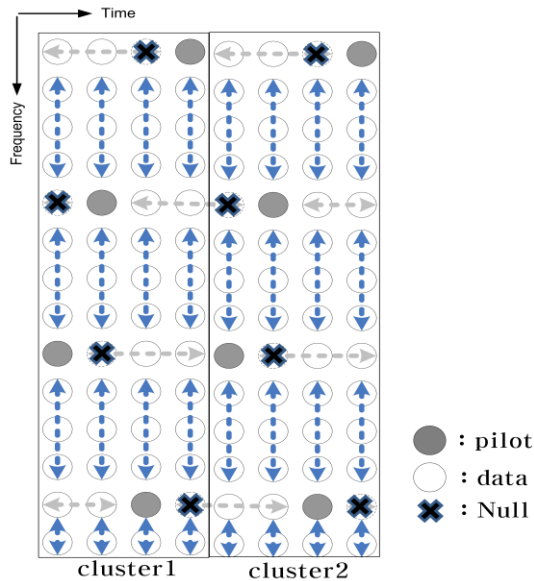 Time
Frequency
: pilot
: data
: Null
cluster1
cluster2